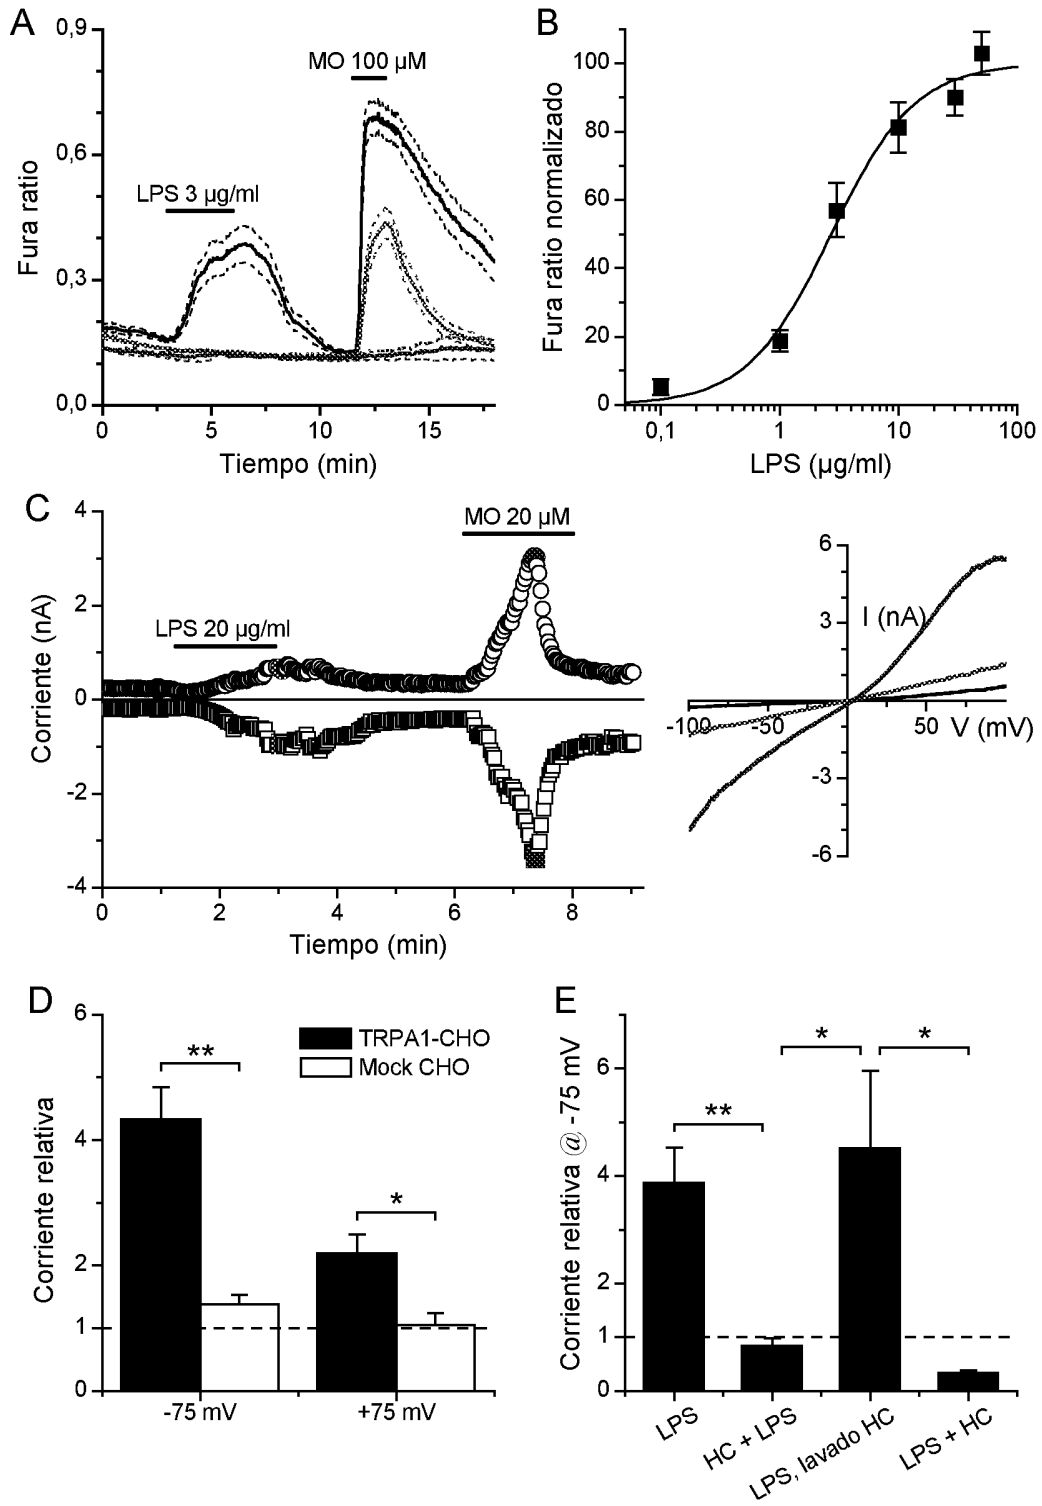 A
0,9
0,6
0,3
0,0
Fura ratio
MO 100 µM
LPS 3 µg/ml
0
5
10
15
Tiempo (min)
B
100
80
60
40
20
0
Fura ratio normalizado
0,1
1
10
100
LPS (µg/ml)
C
4
2
0
-2
-4
Corriente (nA)
LPS 20 µg/ml
MO 20 µM
0
2
4
6
8
Tiempo (min)
6
3
-3
-6
I (nA)
-100
-50
50
V (mV)
D
6
4
2
1
0
Corriente relativa
**
*
TRPA1-CHO
Mock CHO
-75 mV
+75 mV
E
6
4
2
1
0
Corriente relativa @ -75 mV
**
*
*
LPS
HC + LPS
LPS, lavado HC
LPS + HC